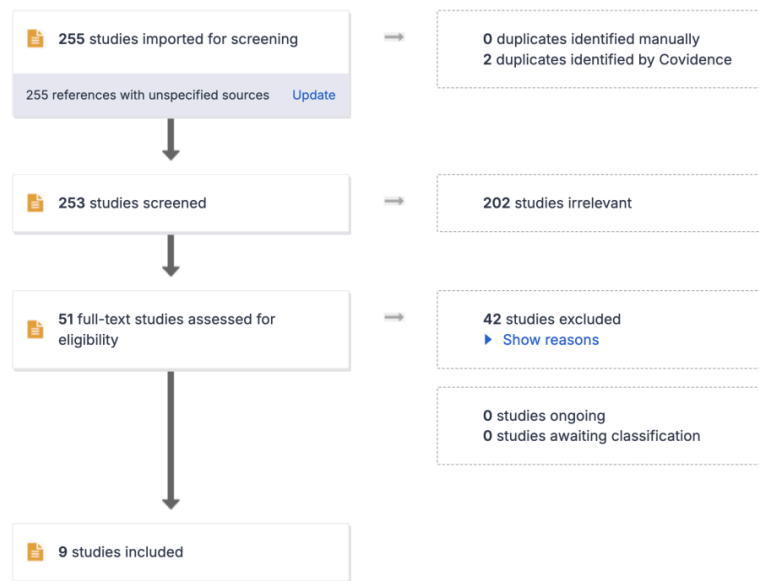 255 studies imported for screening
0 duplicates identified manually
2 duplicates identified by Covidence
255 references with unspecified sources Update
253 studies screened
202 studies irrelevant
51 full-text studies assessed for
eligibility
42 studies excluded
Show reasons
0 studies ongoing
0 studies awaiting classification
9 studies included